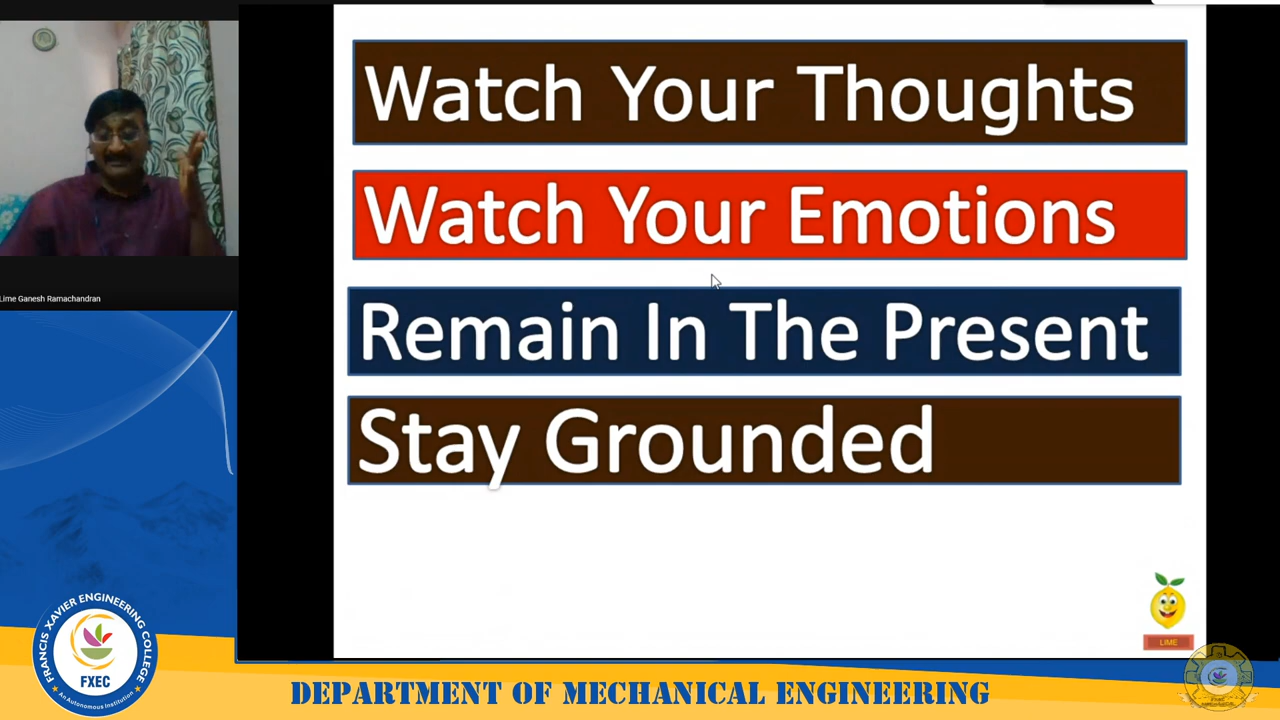 Watch Your Thoughts
Watch Your Emotions
Remain In The Present
Stay Grounded
Lime Ganesh Ramachandran
LIME
FRANCIS XAVIER ENGINEERING COLLEGE
FXEC
An Autonomous Institution
DEPARTMENT OF MECHANICAL ENGINEERING